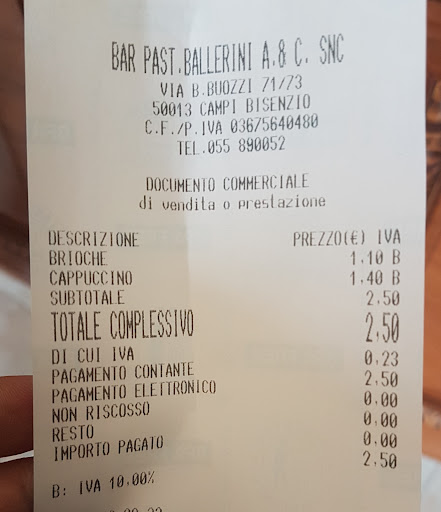 BAR PAST.BALLERINI A.& C. SNC
VIA B.BUOZZI 71/73
50013 CAMPI BISENZIO
C.F./P.IVA 03675640480
TEL.055 890052
DOCUMENTO COMMERCIALE
di vendita o prestazione
DESCRIZIONE PREZZO(€) IVA
BRIOCHE 1.10 B
CAPPUCCINO 1.40 B
SUBTOTALE 2,50
TOTALE COMPLESSIVO 2,50
DI CUI IVA 0.23
PAGAMENTO CONTANTE 2,50
PAGAMENTO ELETTRONICO 0.00
NON RISCOSSO 0.00
RESTO 0.00
IMPORTO PAGATO 2.50
B: IVA 10,00%